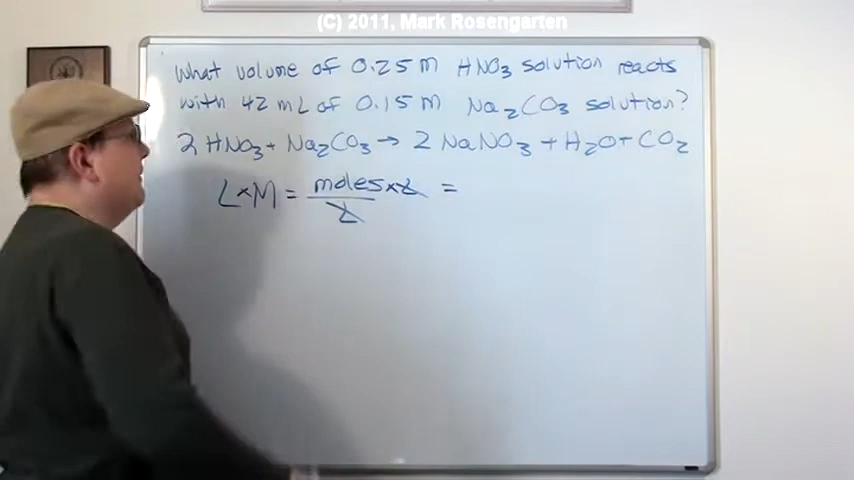 (C) 2011, Mark Rosengarten
What volume of 0.25 M HNO₃ solution reacts
with 42 mL of 0.15 M Na₂CO₃ solution?
2 HNO₃ + Na₂CO₃ → 2 NaNO₃ + H₂O + CO₂
L × M = moles × L / L =